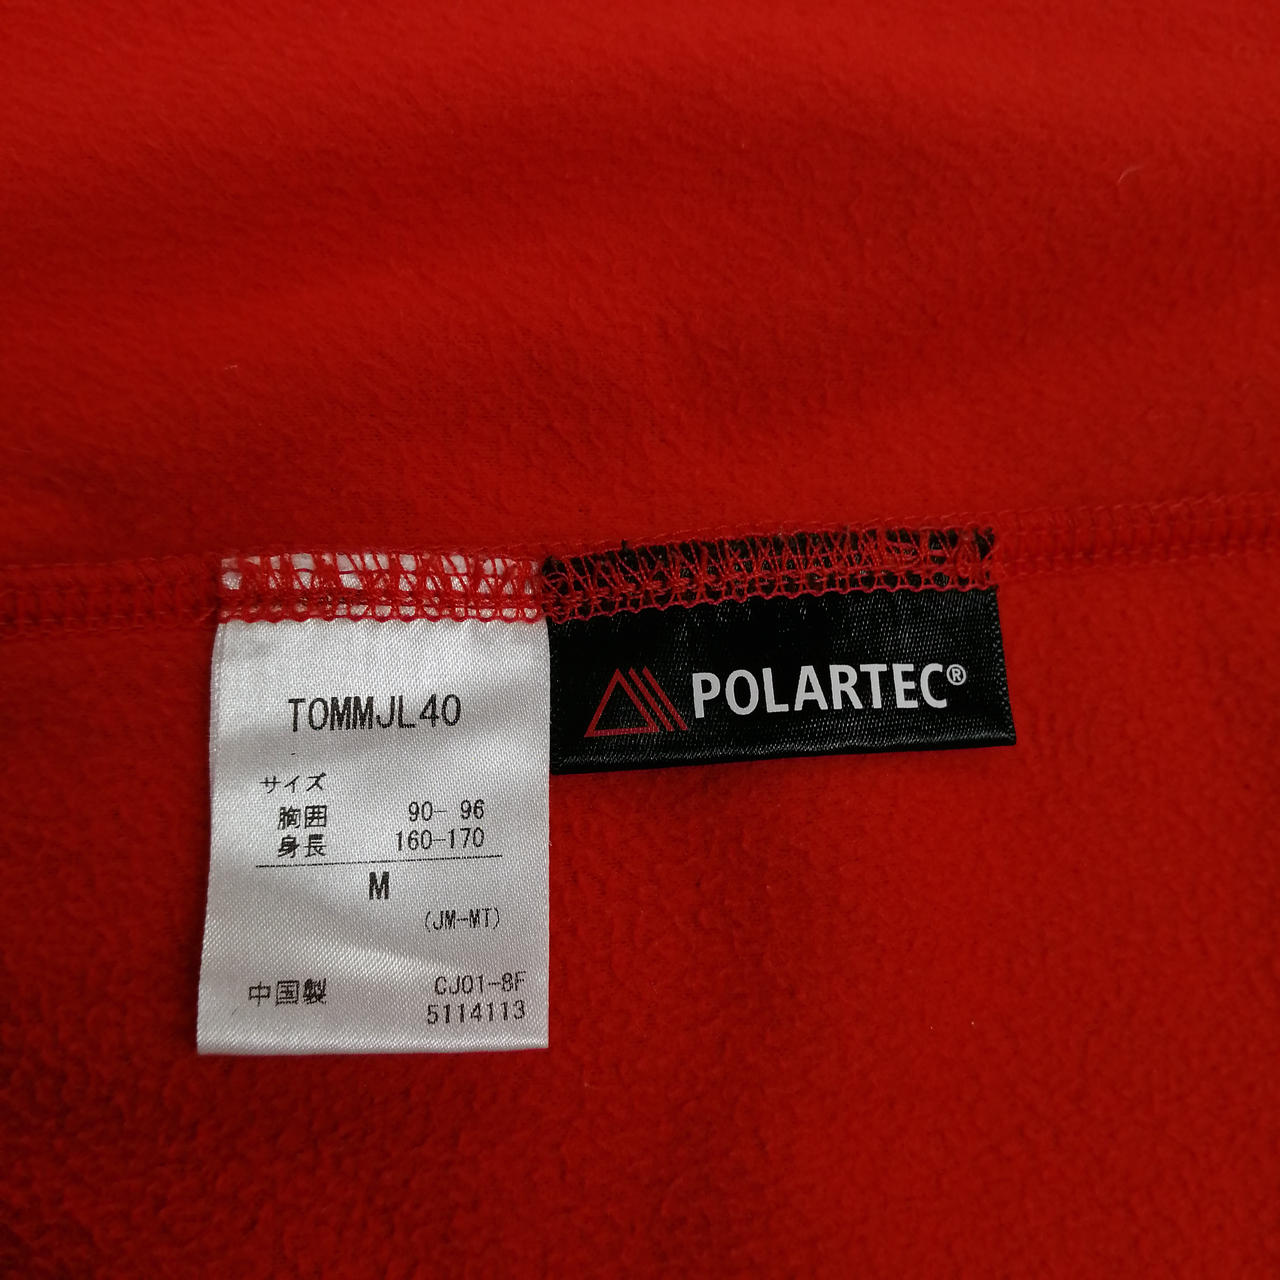 TOMMJL40
サイズ
胸囲 90- 96
身長 160-170
M
(JM-MT)
中国製 CJ01-8F
5114113
POLARTEC®